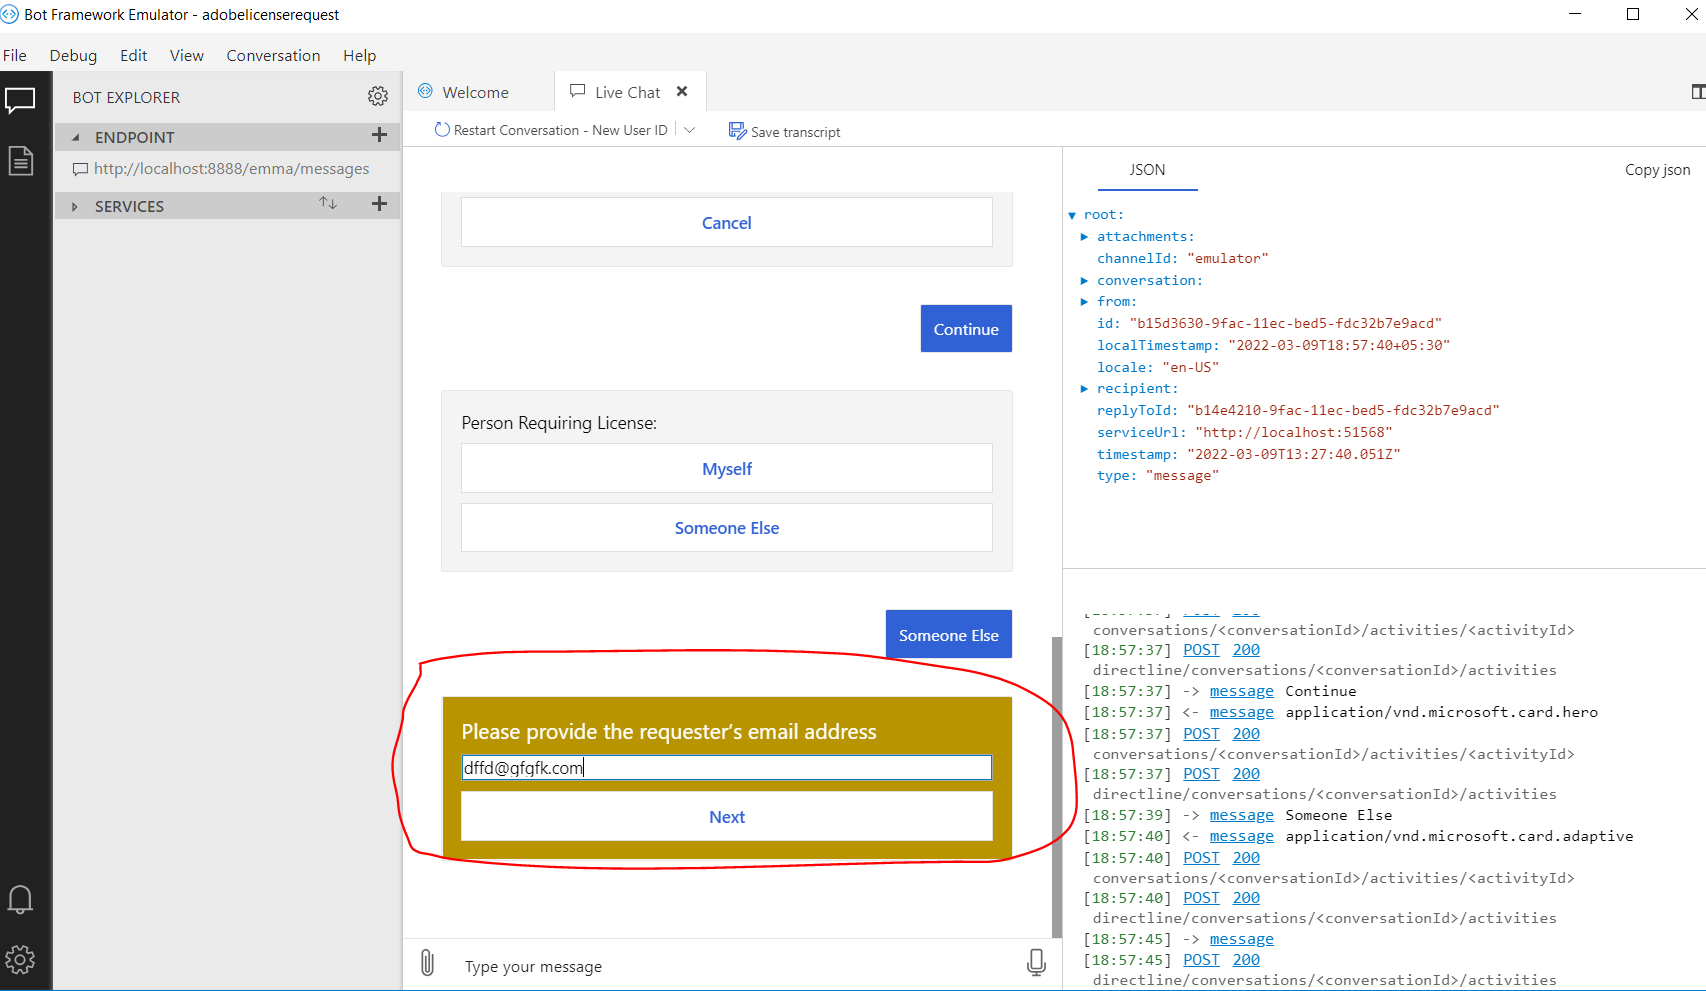 Bot Framework Emulator - adobelicenserequest
File Debug Edit View Conversation Help
BOT EXPLORER
ENDPOINT
http://localhost:8888/emma/messages
SERVICES
Welcome
Live Chat
Restart Conversation - New User ID
Save transcript
Cancel
Continue
Person Requiring License:
Myself
Someone Else
Someone Else
Please provide the requester’s email address
dffd@gfgfk.com
Next
Type your message
JSON
Copy json
root:
attachments:
channelId: "emulator"
conversation:
from:
id: "b15d3630-9fac-11ec-bed5-fdc32b7e9acd"
localTimestamp: "2022-03-09T18:57:40+05:30"
locale: "en-US"
recipient:
replyToId: "b14e4210-9fac-11ec-bed5-fdc32b7e9acd"
serviceUrl: "http://localhost:51568"
timestamp: "2022-03-09T13:27:40.051Z"
type: "message"
conversations/<conversationId>/activities/<activityId>
[18:57:37] POST 200
directline/conversations/<conversationId>/activities
[18:57:37] -> message Continue
[18:57:37] <- message application/vnd.microsoft.card.hero
[18:57:37] POST 200
conversations/<conversationId>/activities/<activityId>
[18:57:37] POST 200
directline/conversations/<conversationId>/activities
[18:57:39] -> message Someone Else
[18:57:40] <- message application/vnd.microsoft.card.adaptive
[18:57:40] POST 200
conversations/<conversationId>/activities/<activityId>
[18:57:40] POST 200
directline/conversations/<conversationId>/activities
[18:57:45] -> message
[18:57:45] POST 200
directline/conversations/<conversationId>/activities